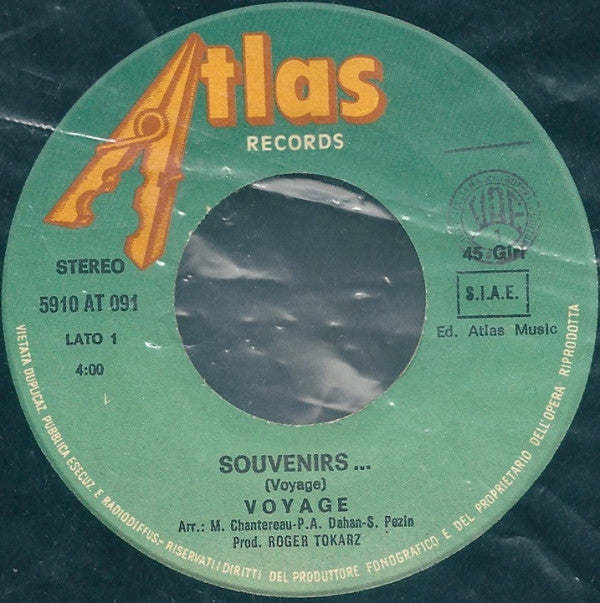 Atlas
RECORDS
STEREO
5910 AT 091
LATO 1
4:00
45 Giri
S.I.A.E.
Ed. Atlas Music
SOUVENIRS...
(Voyage)
VOYAGE
Arr.: M. Chantereau-P.A. Dahan-S. Pezin
Prod. ROGER TOKARZ
VIETATA DUPLICAZ. PUBBLICA ESECUZ. E RADIODIFFUS.- RISERVATI I DIRITTI DEL PRODUTTORE FONOGRAFICO E DEL PROPRIETARIO DELL'OPERA RIPRODOTTA